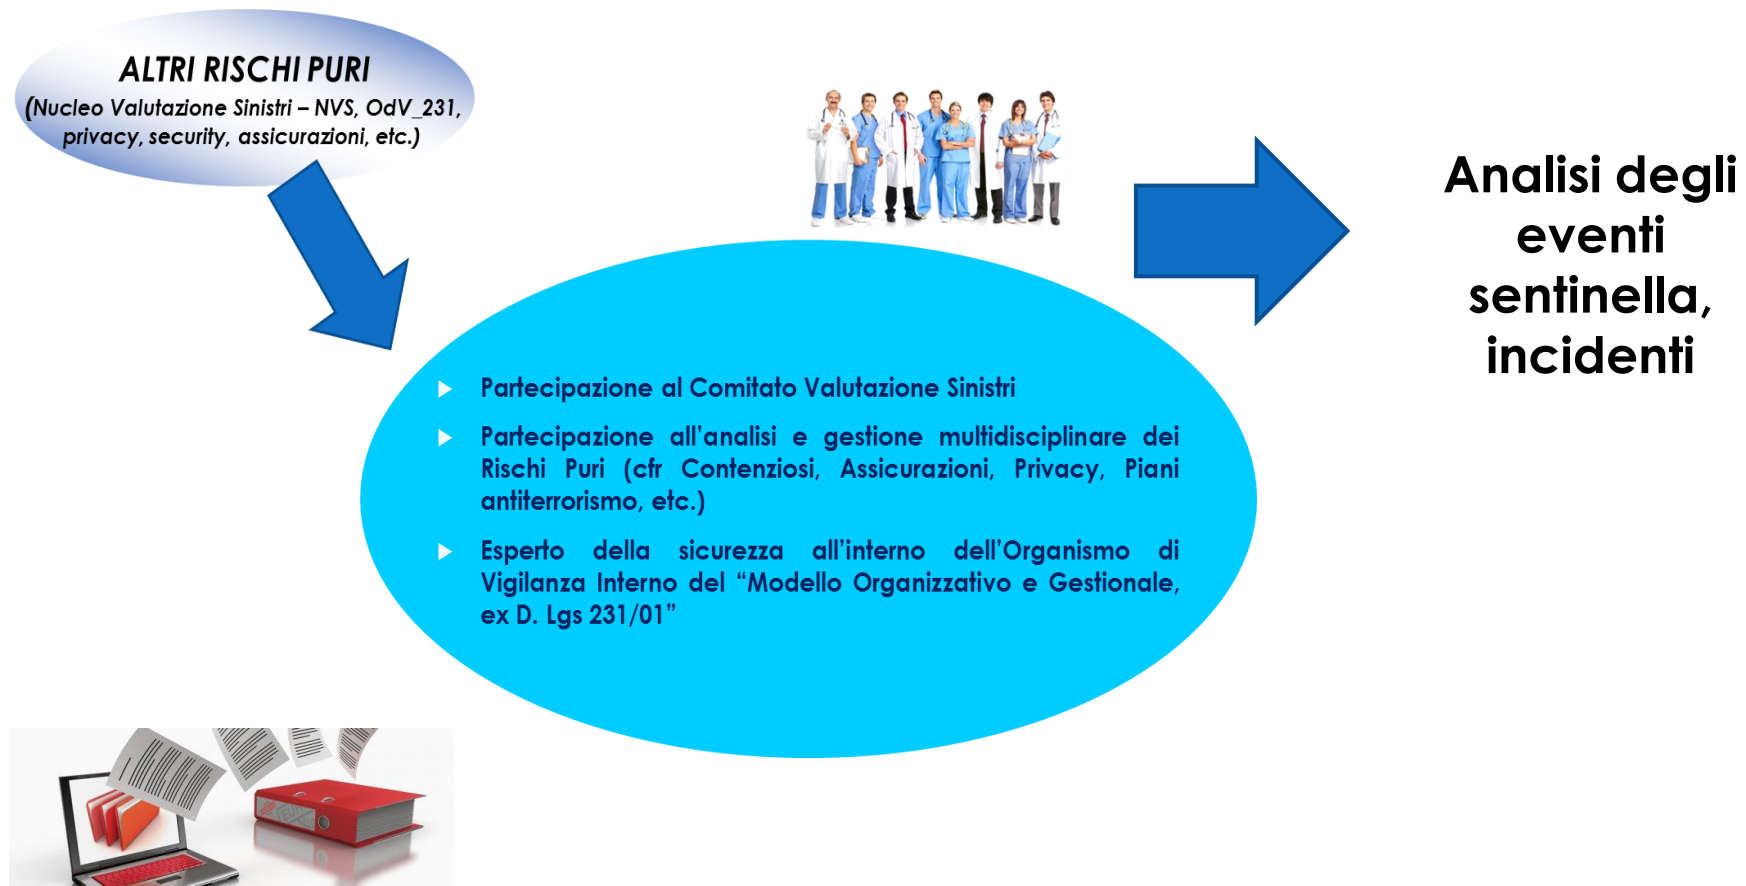 ALTRI RISCHI PURI
(Nucleo Valutazione Sinistri – NVS, OdV_231,
privacy, security, assicurazioni, etc.)
Analisi degli
eventi
sentinella,
incidenti
Partecipazione al Comitato Valutazione Sinistri
Partecipazione all’analisi e gestione multidisciplinare dei
Rischi Puri (cfr Contenziosi, Assicurazioni, Privacy, Piani
antiterrorismo, etc.)
Esperto della sicurezza all’interno dell’Organismo di
Vigilanza Interno del “Modello Organizzativo e Gestionale,
ex D. Lgs 231/01”